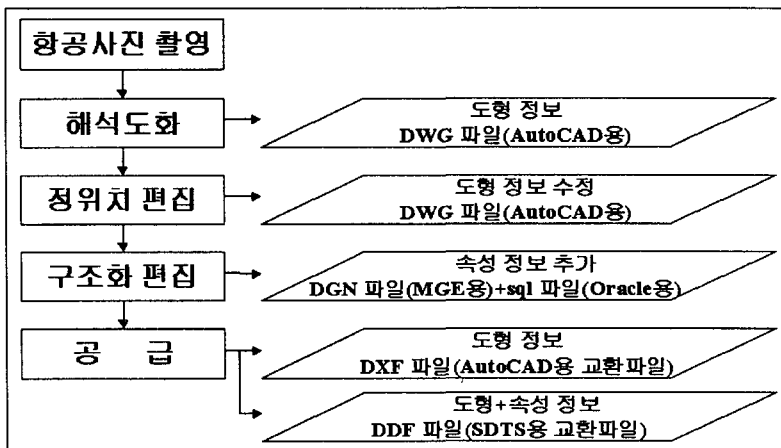 항공사진 촬영
해석도화
도형 정보
DWG 파일(AutoCAD용)
정위치 편집
도형 정보 수정
DWG 파일(AutoCAD용)
구조화 편집
속성 정보 추가
DGN 파일(MGE용)+sql 파일(Oracle용)
공 급
도형 정보
DXF 파일(AutoCAD용 교환파일)
도형+속성 정보
DDF 파일(SDTS용 교환파일)